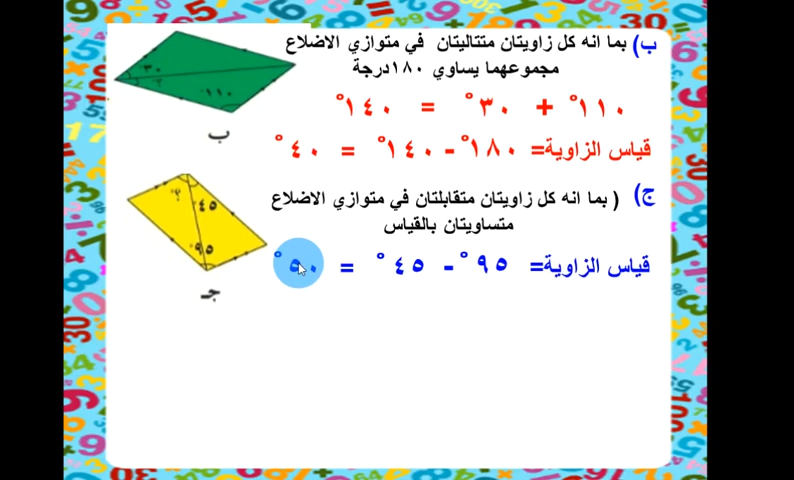 ب) بما انه كل زاويتان متتاليتان في متوازي الاضلاع
مجموعهما يساوي ١٨٠درجة
١١٠° + ٣٠° = ١٤٠°
قياس الزاوية= ١٨٠° - ١٤٠° = ٤٠°
٣٠
؟
١١٠°
ب
ج) ( بما انه كل زاويتان متقابلتان في متوازي الاضلاع
متساويتان بالقياس
قياس الزاوية= ٩٥° - ٤٥° = ٥٠°
؟°
٤٥°
٩٥°
جـ